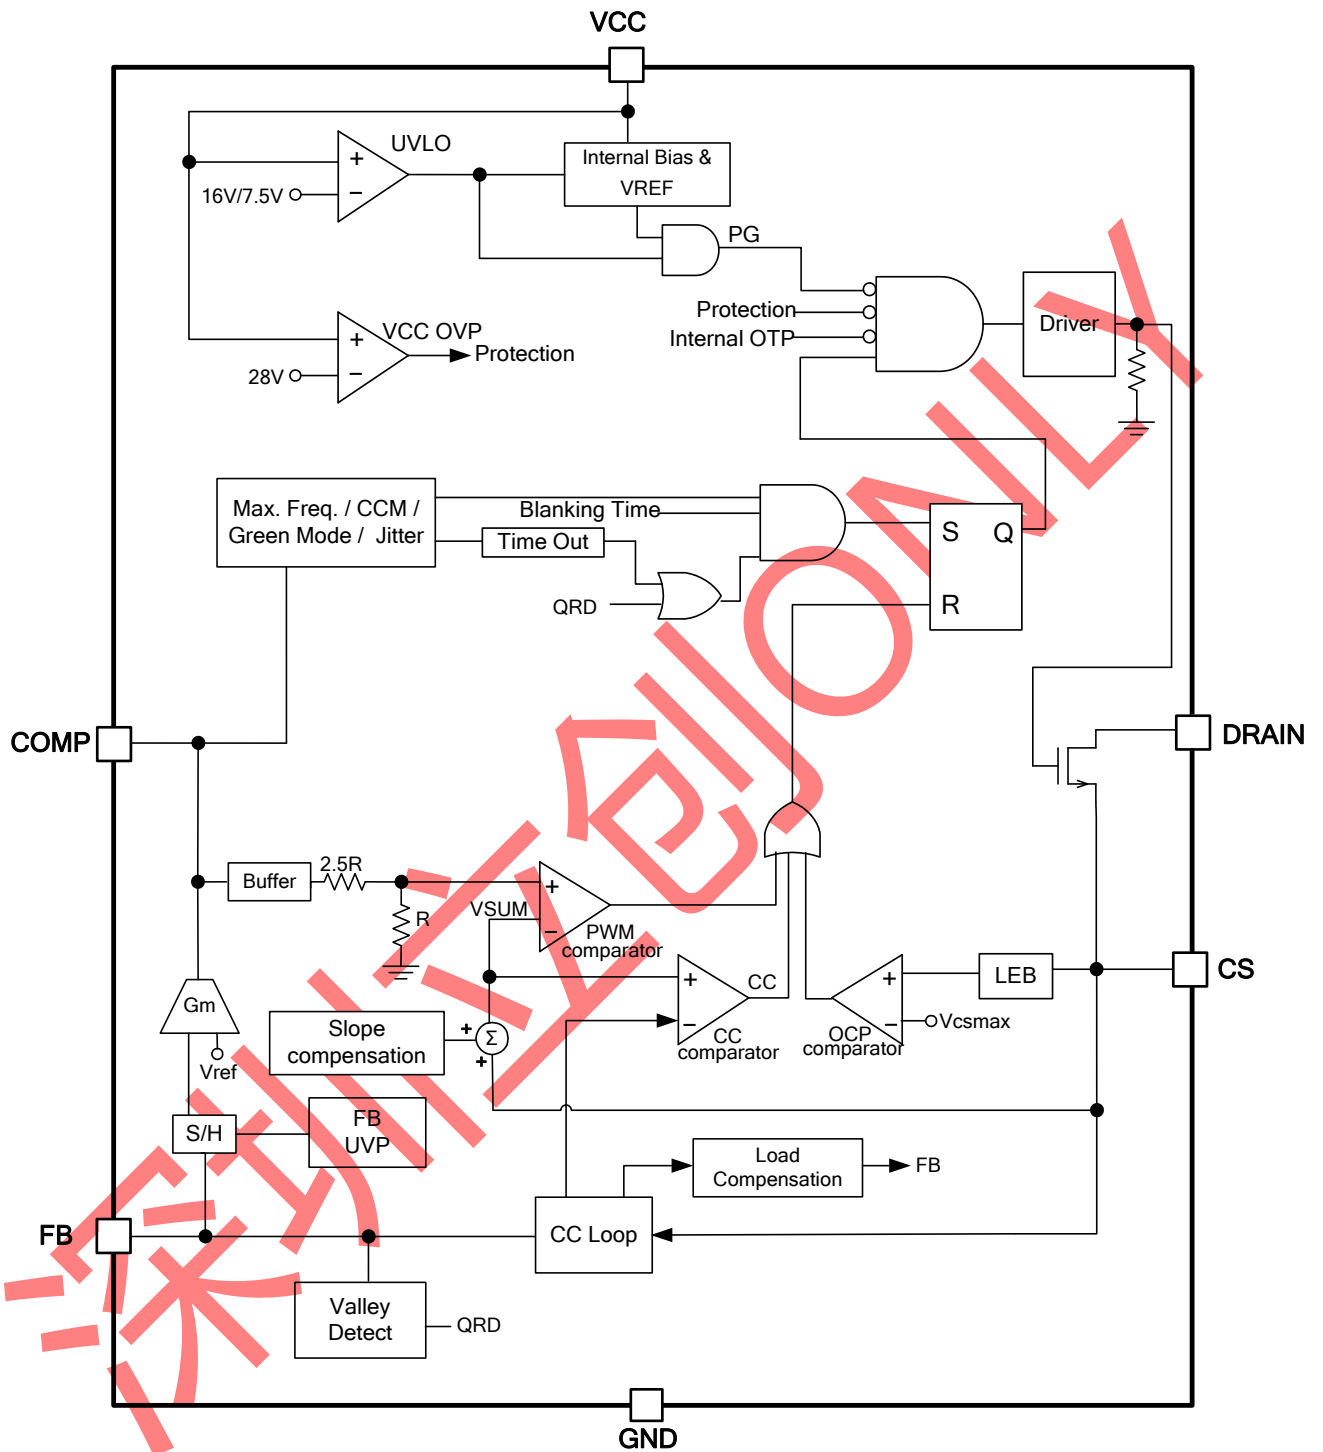 VCC
UVLO
+
−
16V/7.5V
Internal Bias &
VREF
PG
Protection
Internal OTP
Driver
VCC OVP
+
−
28V
Protection
Max. Freq. / CCM /
Green Mode / Jitter
Blanking Time
Time Out
QRD
S
Q
R
COMP
DRAIN
Buffer
2.5R
R
VSUM
+
−
PWM
comparator
Gm
Vref
Slope
compensation
+
Σ
+
+
−
CC
CC
comparator
+
−
OCP
comparator
LEB
Vcsmax
CS
S/H
FB
UVP
Load
Compensation
FB
FB
CC Loop
Valley
Detect
QRD
GND
深圳立创ONLY